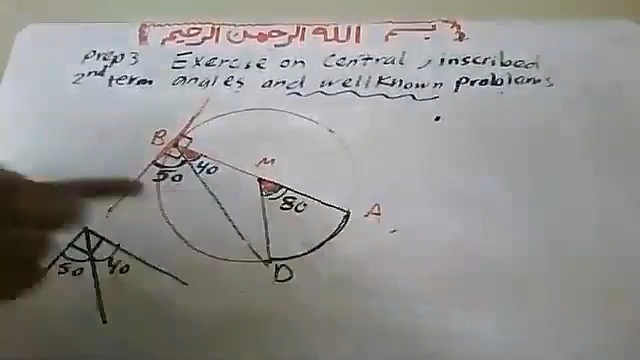 بسم الله الرحمن الرحيم
prep3 Exercise on central, inscribed
2nd term angles and wellknown problems
B
50 40
M
80 A
D
50 40